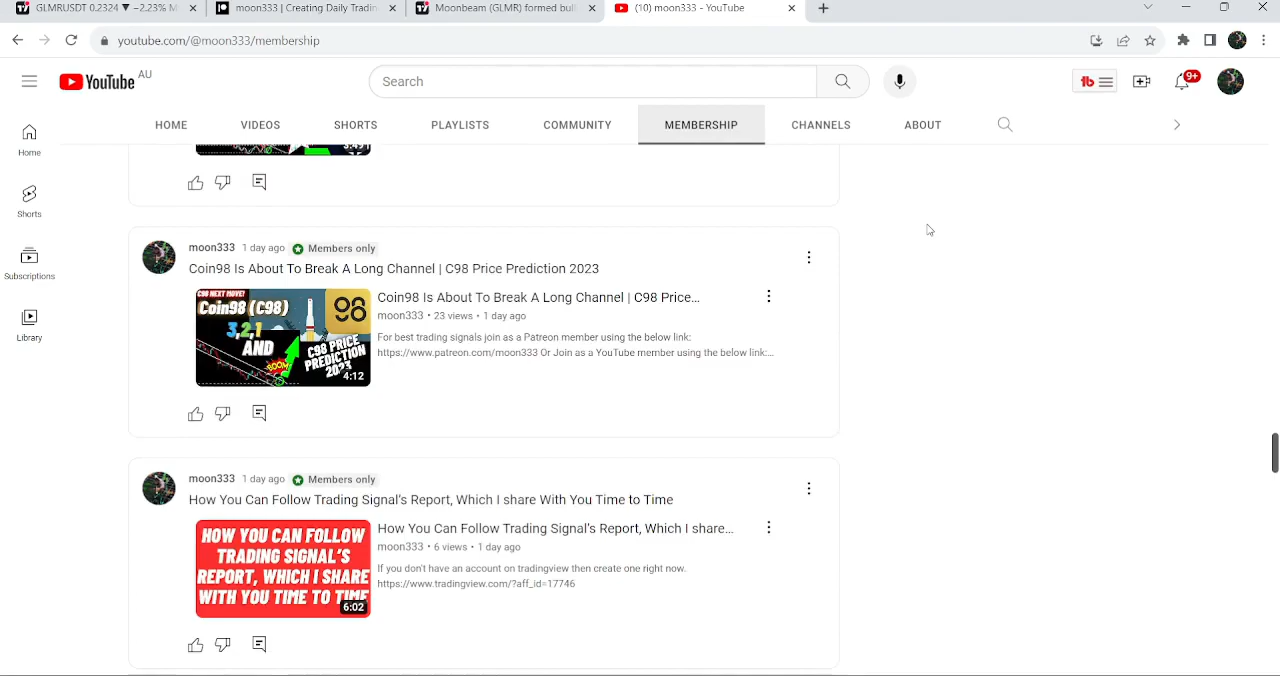 GLMRUSDT 0.2324 ▼ −2.23% M
moon333 | Creating Daily Tradin
Moonbeam (GLMR) formed bul
(10) moon333 - YouTube
youtube.com/@moon333/membership
YouTube AU
Search
9+
HOME
VIDEOS
SHORTS
PLAYLISTS
COMMUNITY
MEMBERSHIP
CHANNELS
ABOUT
Home
Shorts
Subscriptions
Library
moon333 1 day ago Members only
Coin98 Is About To Break A Long Channel | C98 Price Prediction 2023
C98 NEXT MOVE!
Coin98 (C98)
3,2,1
AND
BOOM
98
C98 PRICE
PREDICTION
2023
4:12
Coin98 Is About To Break A Long Channel | C98 Price...
moon333 • 23 views • 1 day ago
For best trading signals join as a Patreon member using the below link:
https://www.patreon.com/moon333 Or Join as a YouTube member using the below link:...
moon333 1 day ago Members only
How You Can Follow Trading Signal's Report, Which I share With You Time to Time
HOW YOU CAN FOLLOW
TRADING SIGNAL'S
REPORT, WHICH I SHARE
WITH YOU TIME TO TIME
6:02
How You Can Follow Trading Signal's Report, Which I share...
moon333 • 6 views • 1 day ago
If you don't have an account on tradingview then create one right now.
https://www.tradingview.com/?aff_id=17746